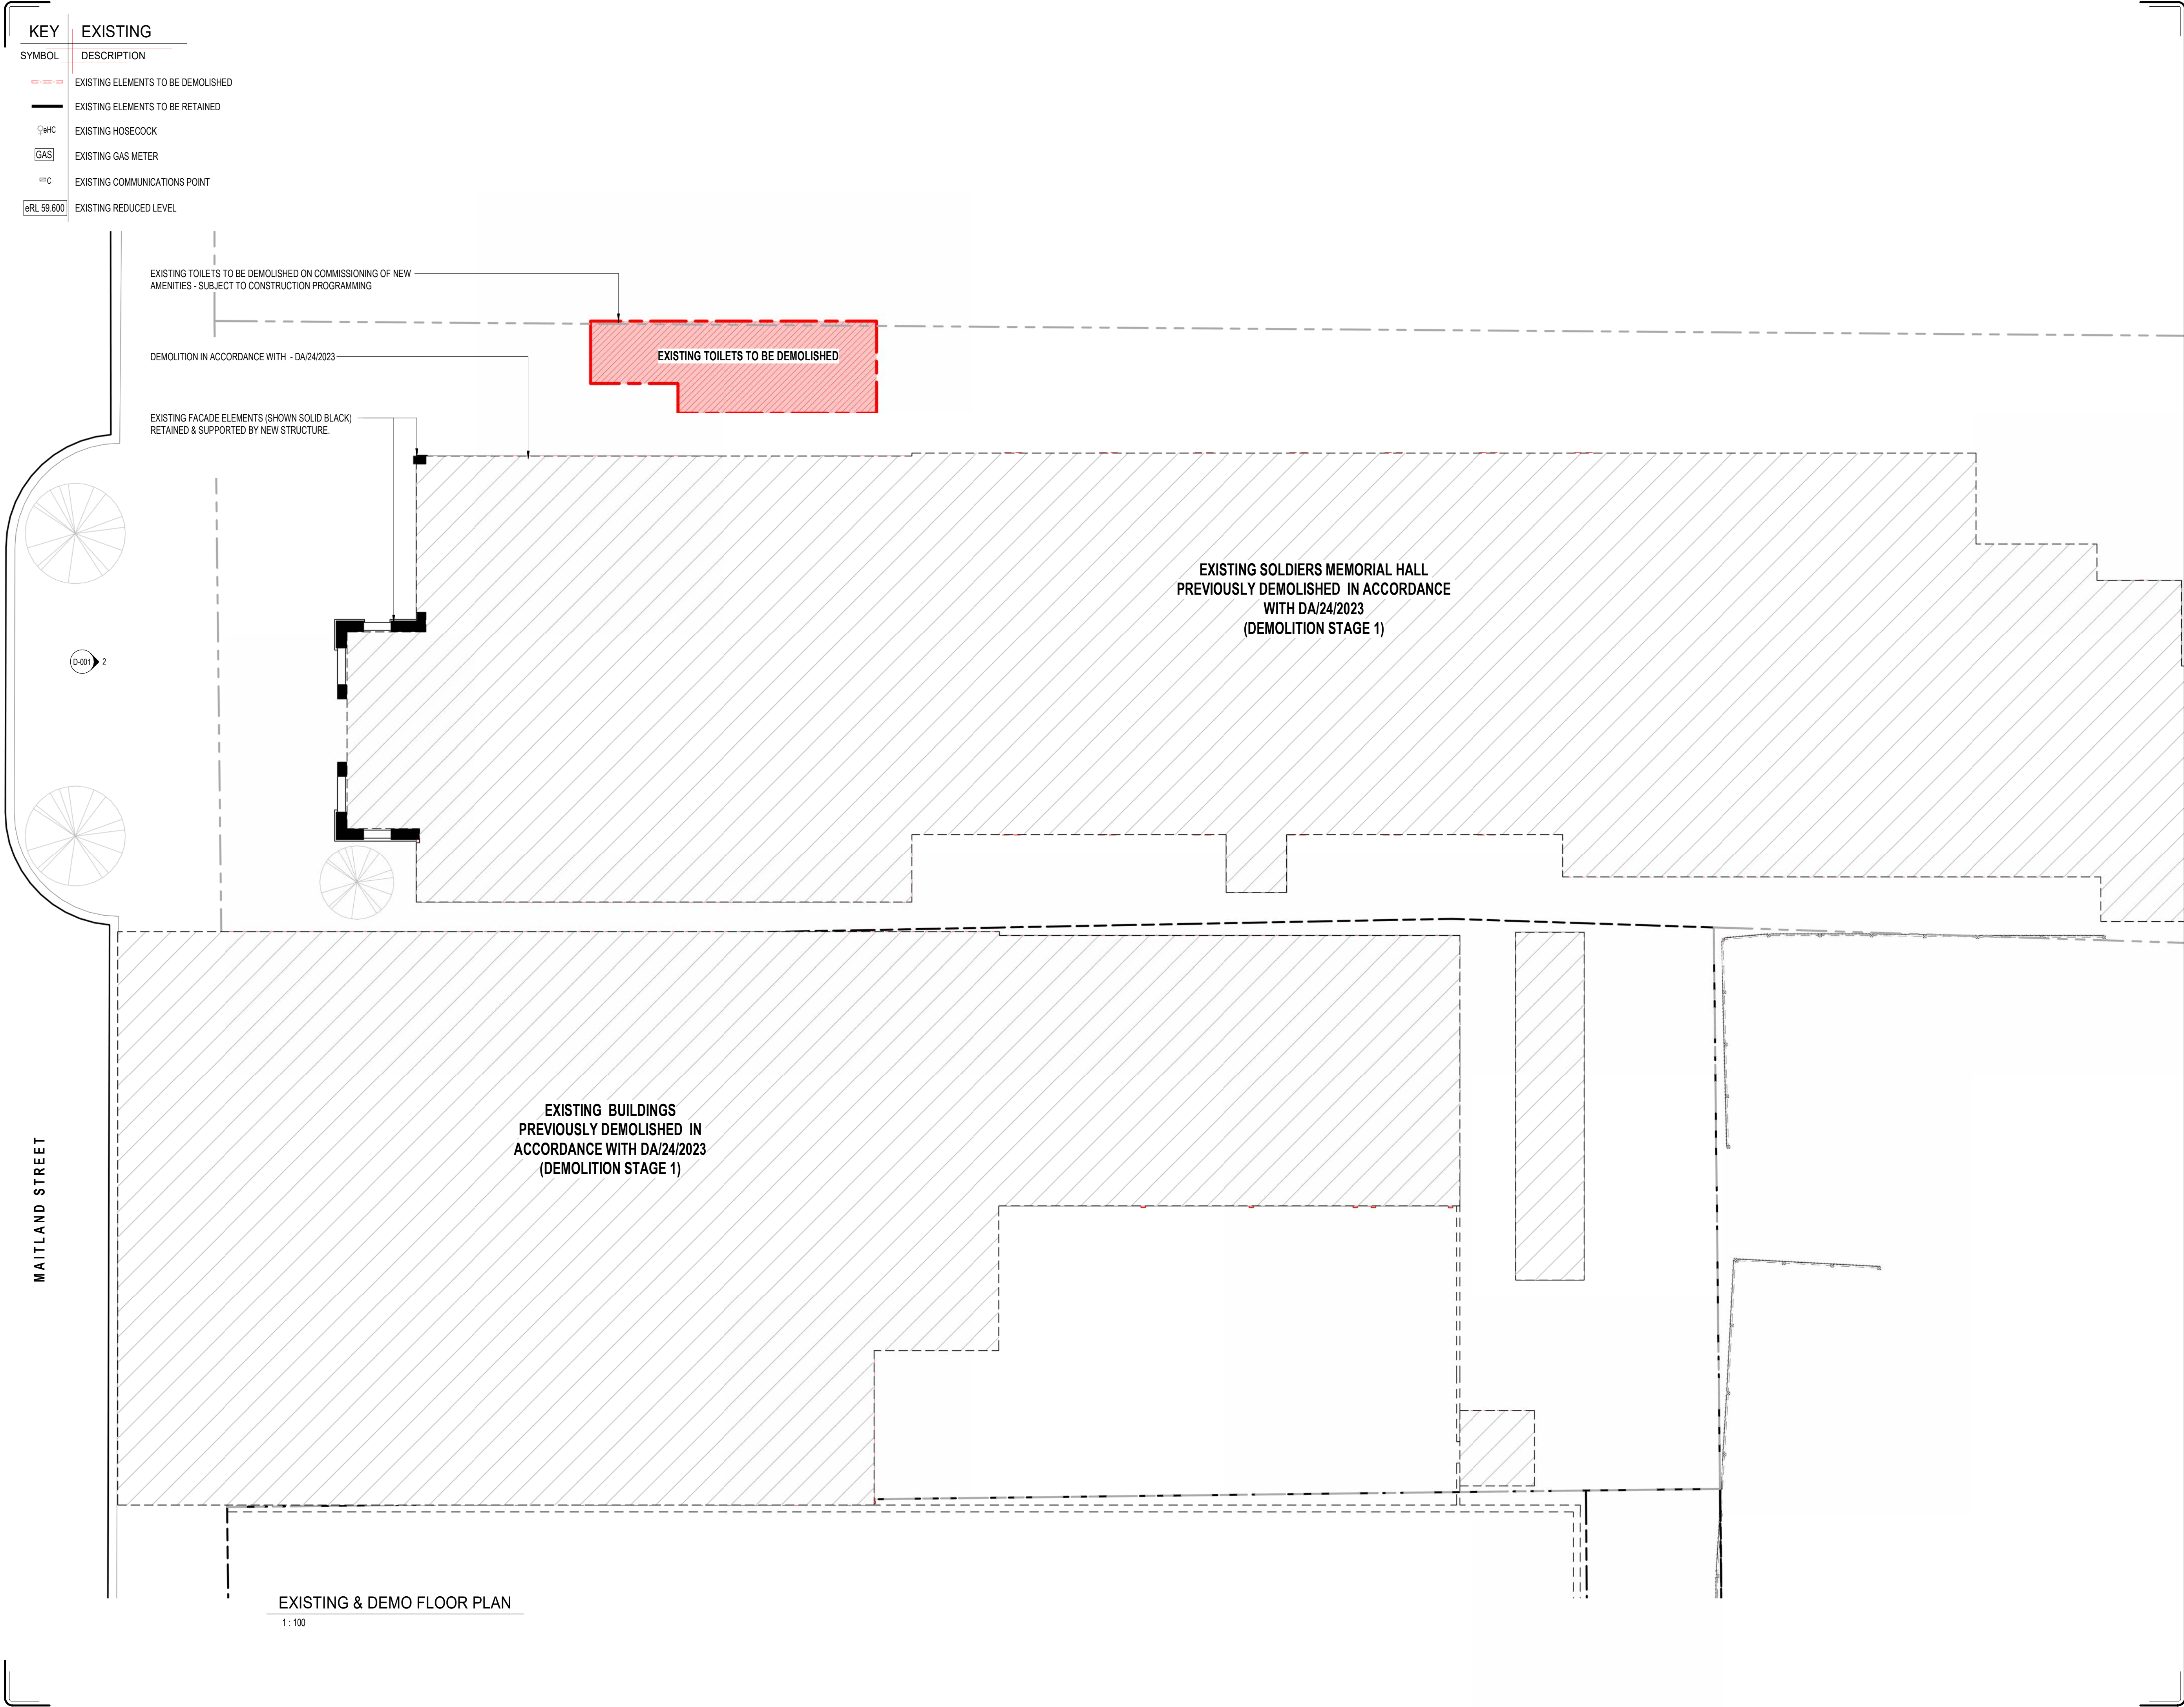 KEY EXISTING
SYMBOL DESCRIPTION
EXISTING ELEMENTS TO BE DEMOLISHED
EXISTING ELEMENTS TO BE RETAINED
eHC EXISTING HOSECOCK
GAS EXISTING GAS METER
C EXISTING COMMUNICATIONS POINT
eRL 59.600 EXISTING REDUCED LEVEL
EXISTING TOILETS TO BE DEMOLISHED ON COMMISSIONING OF NEW
AMENITIES - SUBJECT TO CONSTRUCTION PROGRAMMING
EXISTING TOILETS TO BE DEMOLISHED
DEMOLITION IN ACCORDANCE WITH - DA/24/2023
EXISTING FACADE ELEMENTS (SHOWN SOLID BLACK)
RETAINED & SUPPORTED BY NEW STRUCTURE.
EXISTING SOLDIERS MEMORIAL HALL
PREVIOUSLY DEMOLISHED IN ACCORDANCE
WITH DA/24/2023
(DEMOLITION STAGE 1)
D-001 2
EXISTING BUILDINGS
PREVIOUSLY DEMOLISHED IN
ACCORDANCE WITH DA/24/2023
(DEMOLITION STAGE 1)
MAITLAND STREET
EXISTING & DEMO FLOOR PLAN
1 : 100